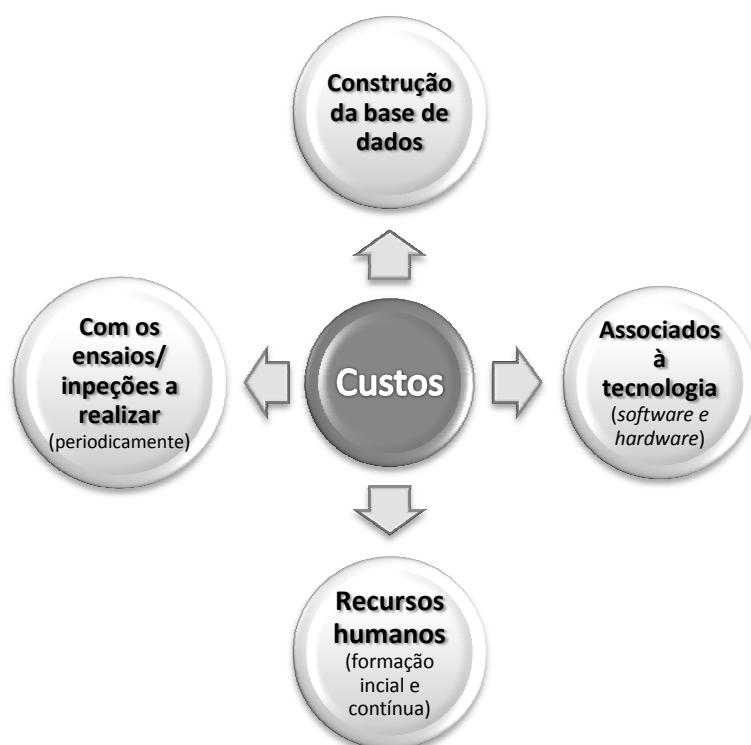 Construção
da base de
dados
Com os
ensaios/
inpeções a
realizar
(periodicamente)
Custos
Associados
à
tecnologia
(software e
hardware)
Recursos
humanos
(formação
incial e
contínua)